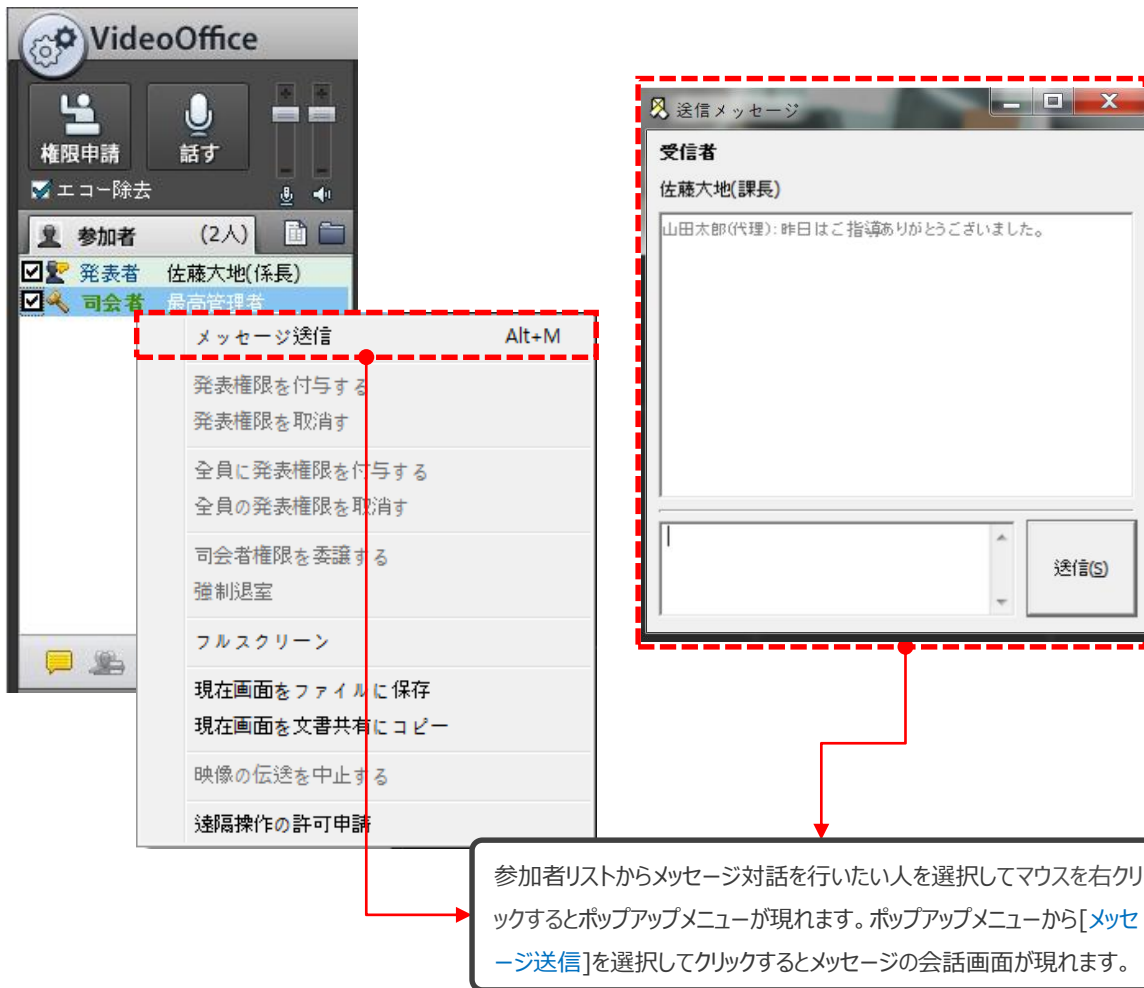 VideoOffice
権限申請
話す
エコー除去
参加者 (2人)
発表者 佐藤大地(係長)
司会者 最高管理者
メッセージ送信 Alt+M
発表権限を付与する
発表権限を取消す
全員に発表権限を付与する
全員の発表権限を取消す
司会者権限を委譲する
強制退室
フルスクリーン
現在画面をファイルに保存
現在画面を文書共有にコピー
映像の伝送を中止する
遠隔操作の許可申請
送信メッセージ
受信者
佐藤大地(課長)
山田太郎(代理): 昨日はご指導ありがとうございました。
送信(S)
参加者リストからメッセージ対話を行いたい人を選択してマウスを右クリ
ックするとポップアップメニューが現れます。ポップアップメニューから[メッセ
ージ送信]を選択してクリックするとメッセージの会話画面が現れます。